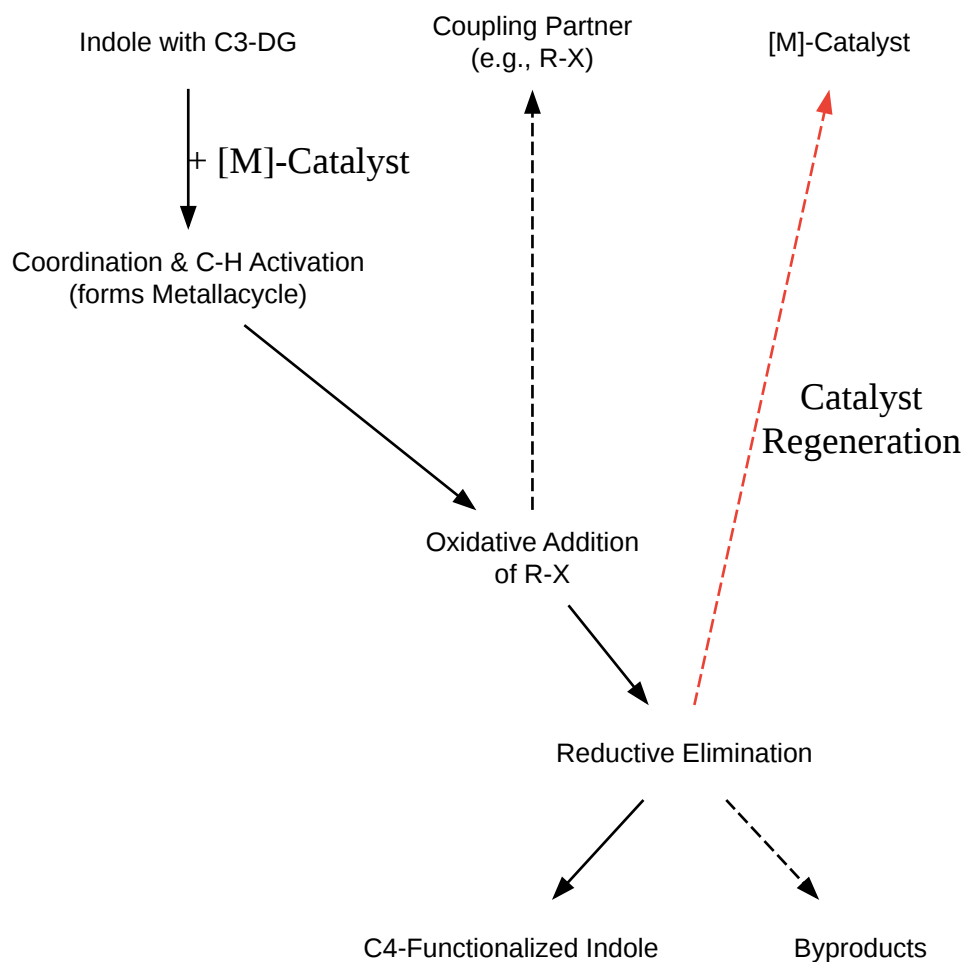 Indole with C3-DG
Coupling Partner
(e.g., R-X)
[M]-Catalyst
+ [M]-Catalyst
Coordination & C-H Activation
(forms Metallacycle)
Catalyst
Regeneration
Oxidative Addition
of R-X
Reductive Elimination
C4-Functionalized Indole
Byproducts